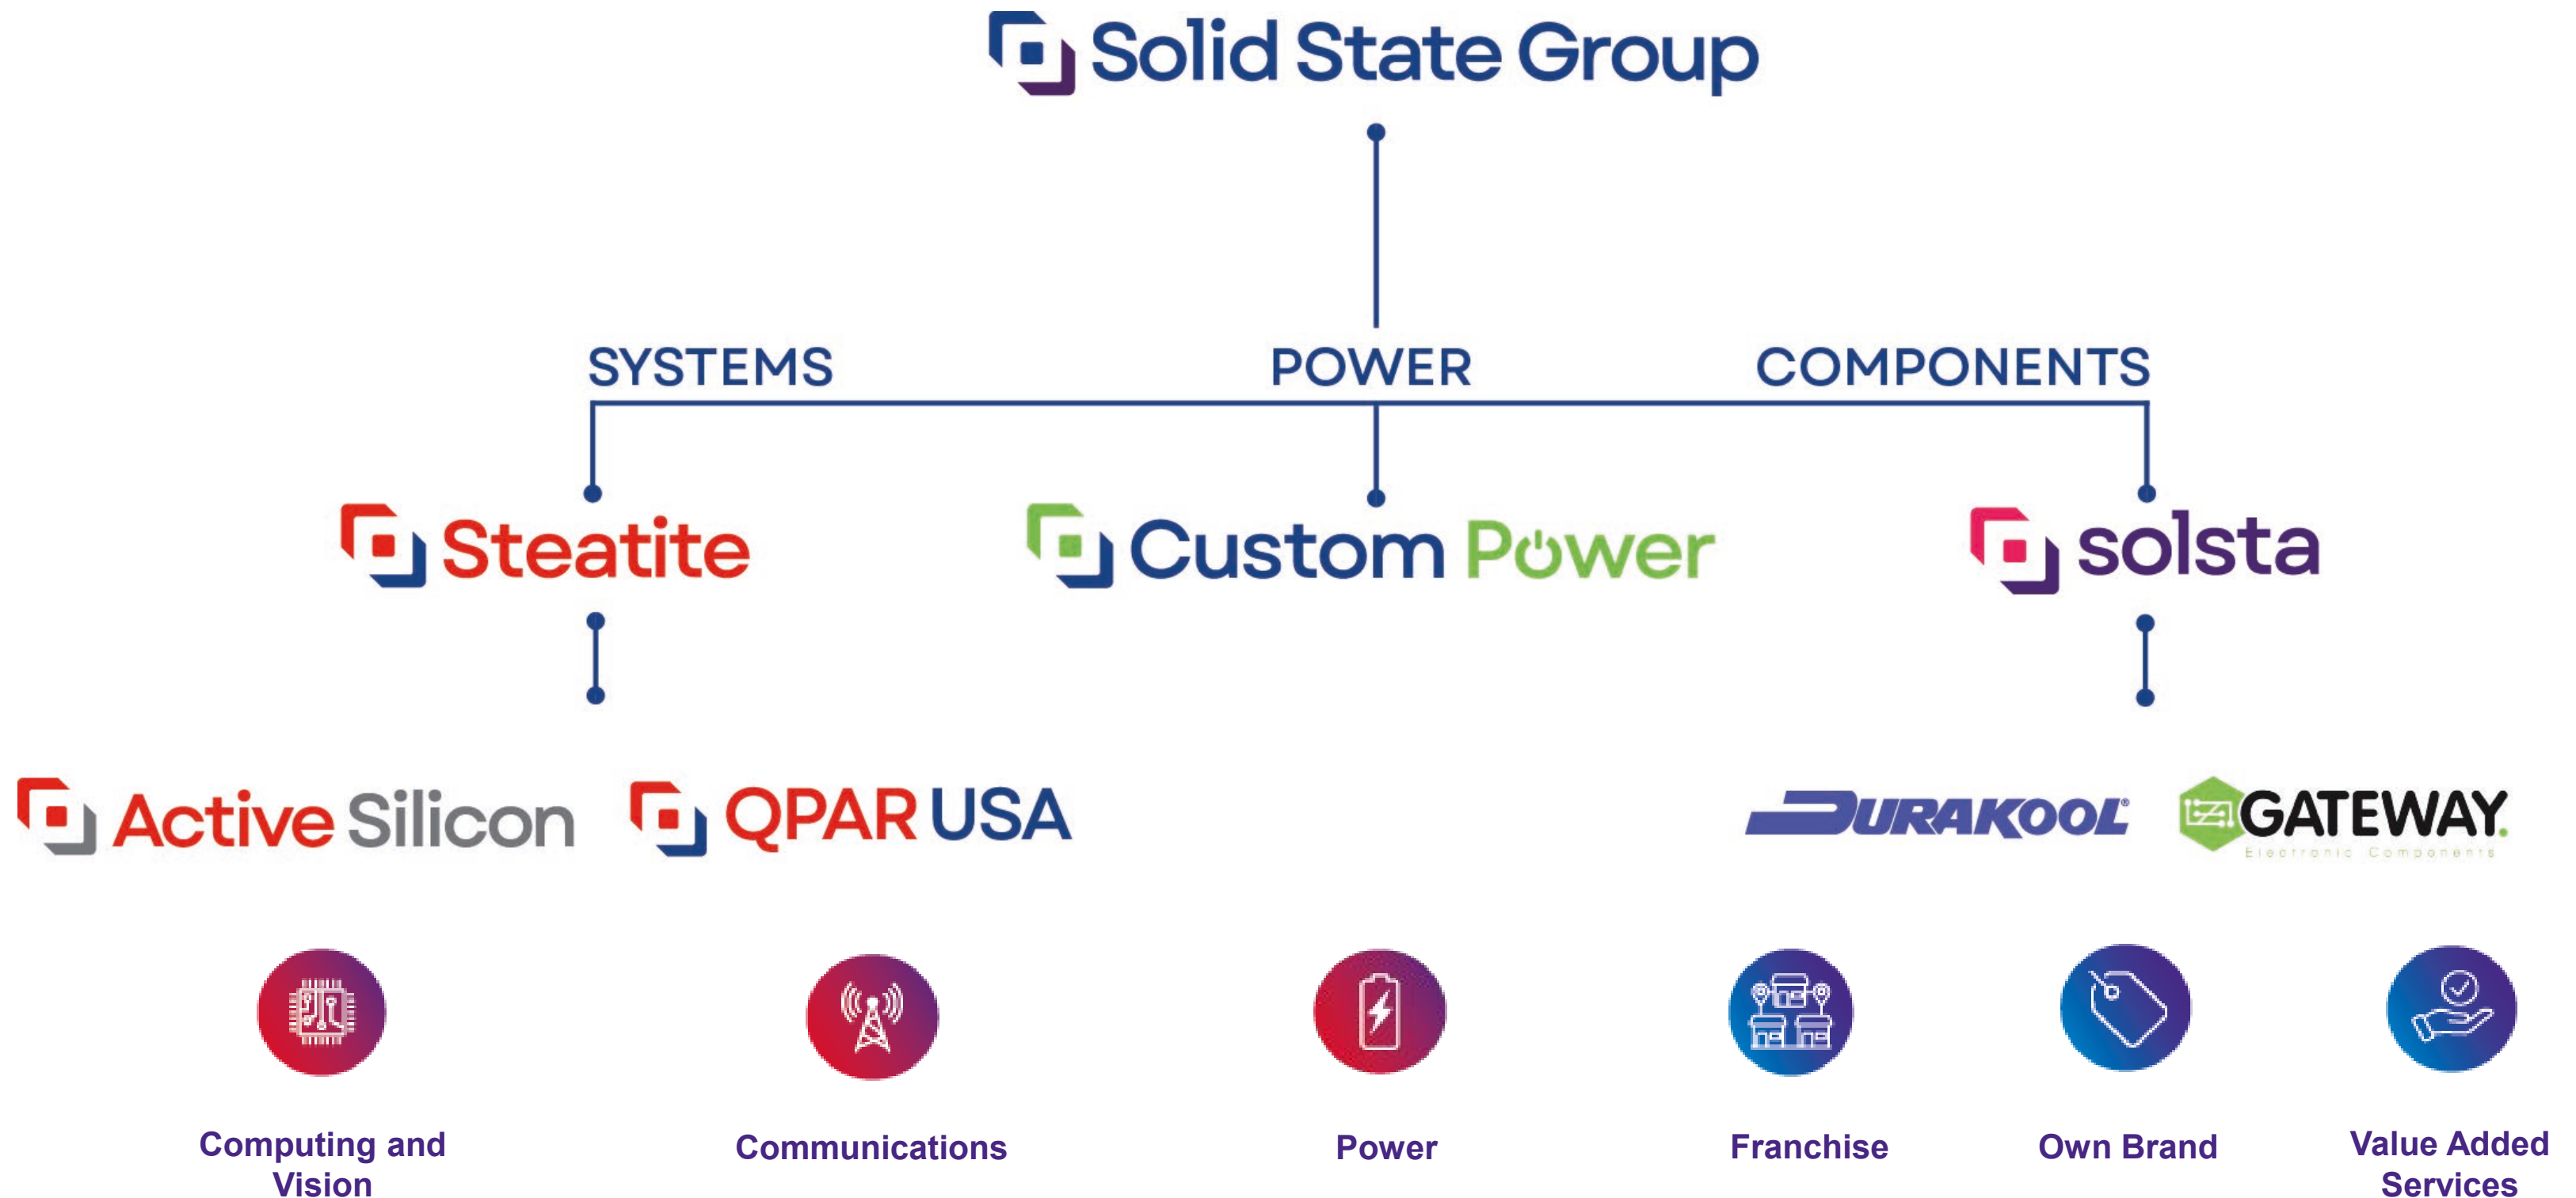 Solid State Group
SYSTEMS
POWER
COMPONENTS
Steatite
Custom Power
solsta
Active Silicon
QPAR USA
DURAKOOL®
GATEWAY.
Electronic Components
Computing and
Vision
Communications
Power
Franchise
Own Brand
Value Added
Services